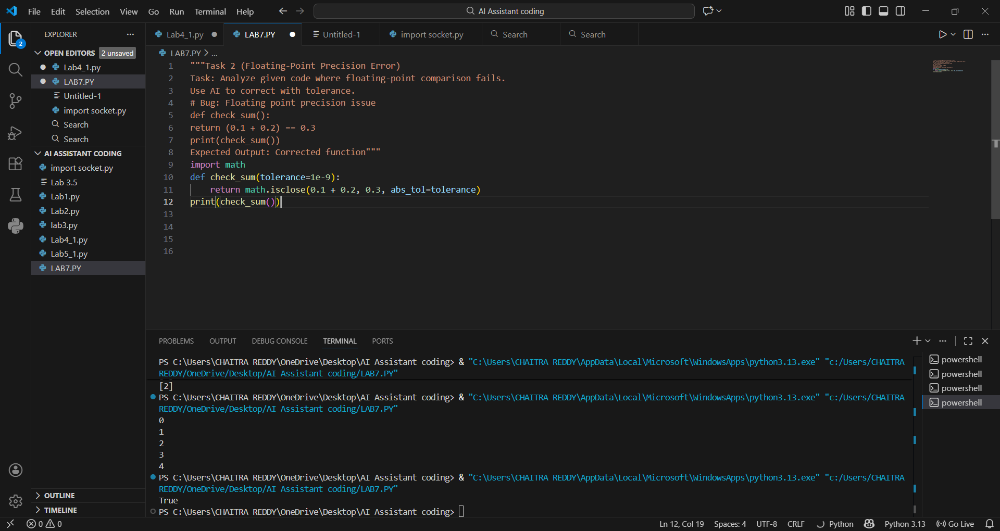 File Edit Selection View Go Run Terminal Help
AI Assistant coding
2
EXPLORER
OPEN EDITORS 2 unsaved
Lab4_1.py
LAB7.PY
Untitled-1
import socket.py
Search
Search
AI ASSISTANT CODING
import socket.py
Lab 3.5
Lab1.py
Lab2.py
lab3.py
Lab4_1.py
Lab5_1.py
LAB7.PY
OUTLINE
TIMELINE
Lab4_1.py LAB7.PY Untitled-1 import socket.py Search Search
LAB7.PY > ...
1 """Task 2 (Floating-Point Precision Error)
2 Task: Analyze given code where floating-point comparison fails.
3 Use AI to correct with tolerance.
4 # Bug: Floating point precision issue
5 def check_sum():
6 return (0.1 + 0.2) == 0.3
7 print(check_sum())
8 Expected Output: Corrected function"""
9 import math
10 def check_sum(tolerance=1e-9):
11 return math.isclose(0.1 + 0.2, 0.3, abs_tol=tolerance)
12 print(check_sum())
13
14
15
16
PROBLEMS OUTPUT DEBUG CONSOLE TERMINAL PORTS
PS C:\Users\CHAITRA REDDY\OneDrive\Desktop\AI Assistant coding> & "C:\Users\CHAITRA REDDY\AppData\Local\Microsoft\WindowsApps\python3.13.exe" "c:/Users/CHAITRA
REDDY/OneDrive/Desktop/AI Assistant coding/LAB7.PY"
[2]
PS C:\Users\CHAITRA REDDY\OneDrive\Desktop\AI Assistant coding> & "C:\Users\CHAITRA REDDY\AppData\Local\Microsoft\WindowsApps\python3.13.exe" "c:/Users/CHAITRA
REDDY/OneDrive/Desktop/AI Assistant coding/LAB7.PY"
0
1
2
3
4
PS C:\Users\CHAITRA REDDY\OneDrive\Desktop\AI Assistant coding> & "C:\Users\CHAITRA REDDY\AppData\Local\Microsoft\WindowsApps\python3.13.exe" "c:/Users/CHAITRA
REDDY/OneDrive/Desktop/AI Assistant coding/LAB7.PY"
True
PS C:\Users\CHAITRA REDDY\OneDrive\Desktop\AI Assistant coding>
powershell
powershell
powershell
powershell
0 0 Ln 12, Col 19 Spaces: 4 UTF-8 CRLF Python Python 3.13 Go Live